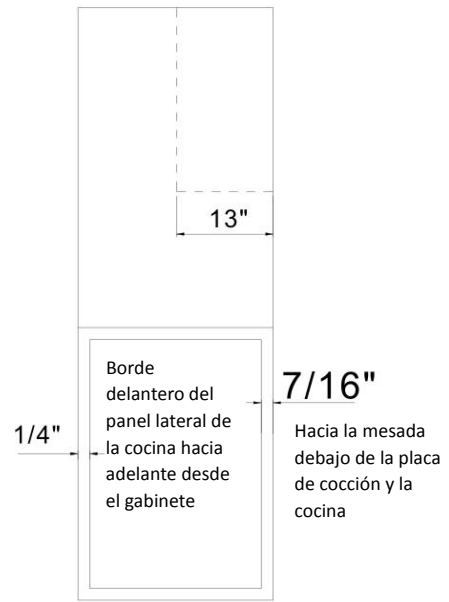 13"
7/16"
Borde
delantero del
panel lateral de
la cocina hacia
adelante desde
el gabinete
1/4"
Hacia la mesada
debajo de la placa
de cocción y la
cocina